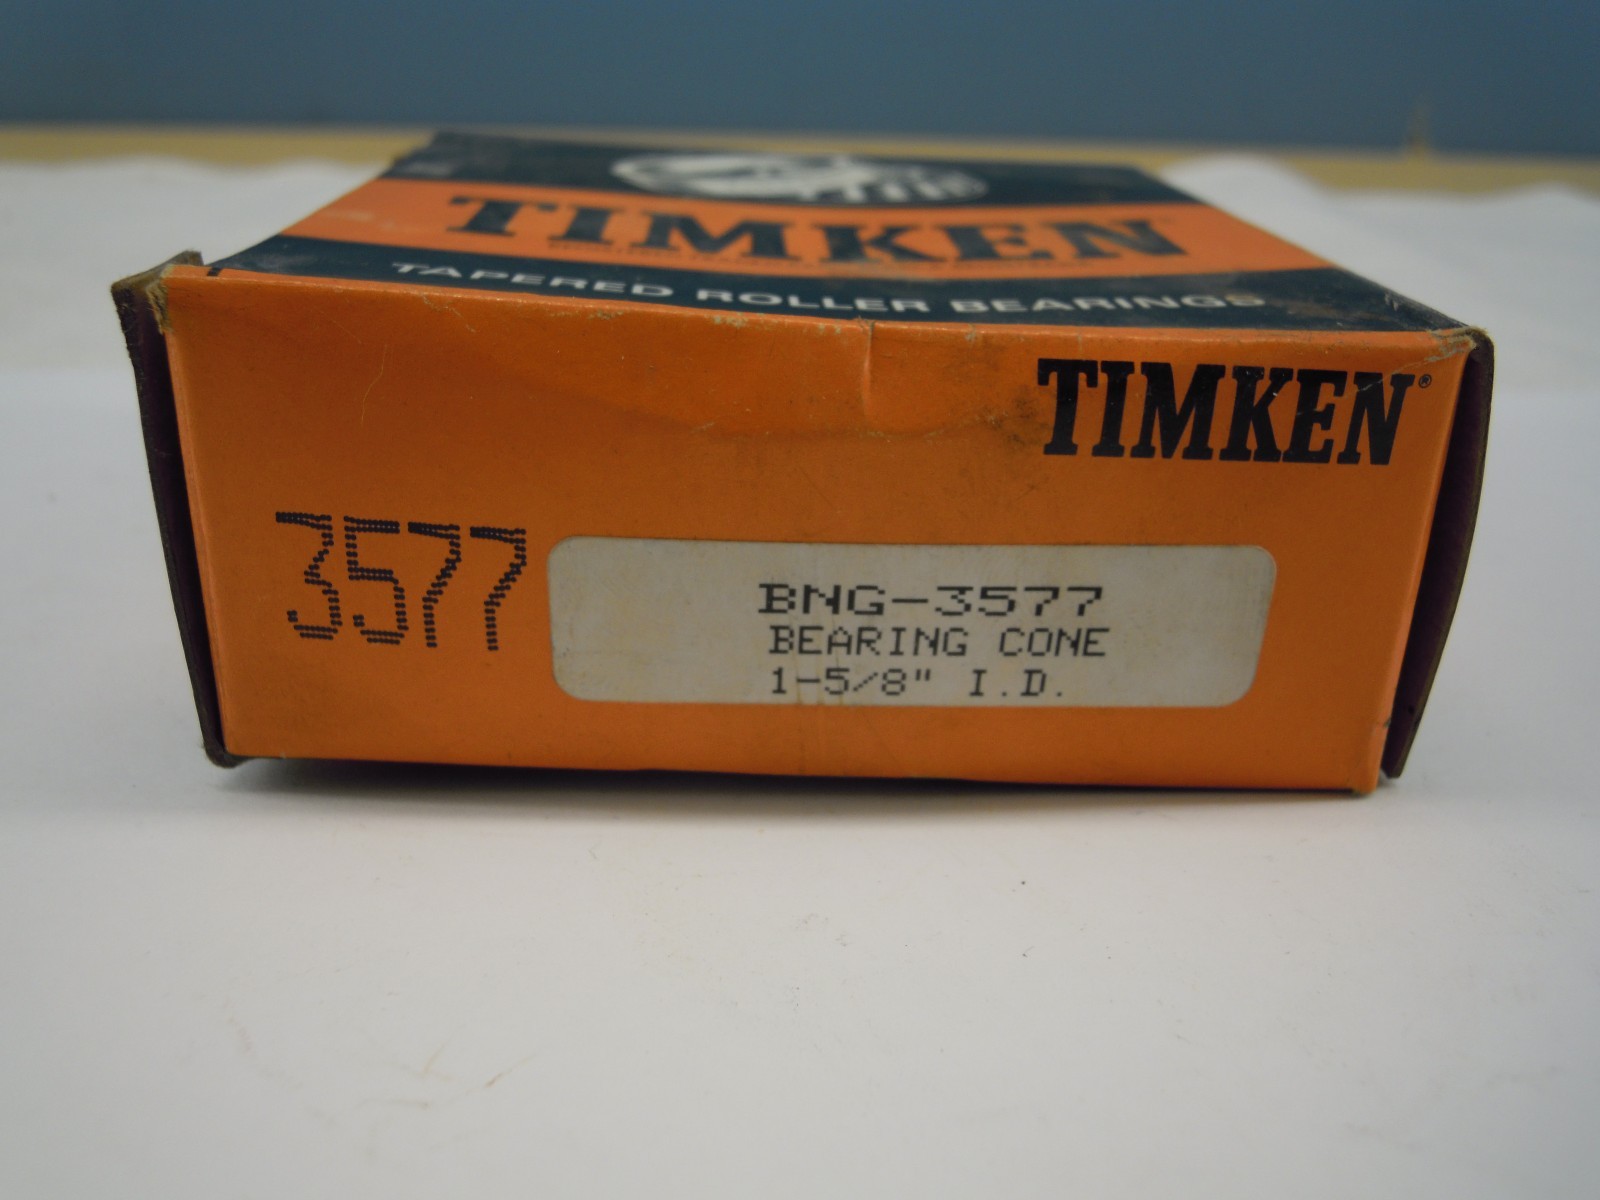 TIMKEN
TAPERED ROLLER BEARINGS
TIMKEN®
3577
BNG-3577
BEARING CONE
1-5/8" I.D.